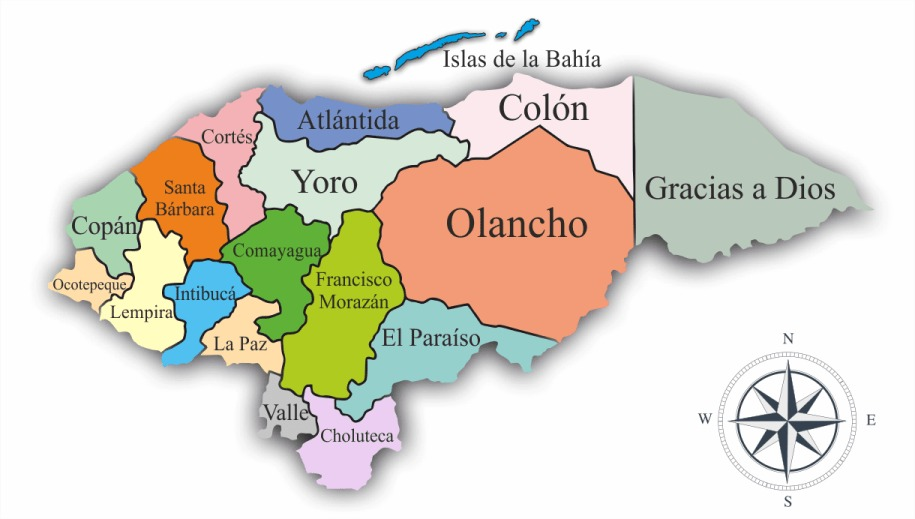 Islas de la Bahía
Colón
Atlántida
Cortés
Yoro
Gracias a Dios
Santa
Bárbara
Olancho
Copán
Comayagua
Ocotepeque
Francisco
Morazán
Intibucá
Lempira
El Paraíso
La Paz
Valle
Choluteca
N
W
E
S